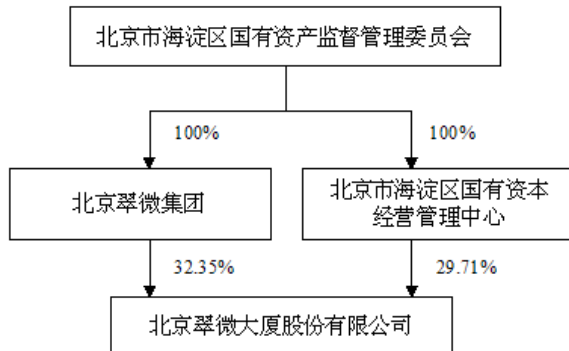 北京市海淀区国有资产监督管理委员会
100%
100%
北京翠微集团
北京市海淀区国有资本
经营管理中心
32.35%
29.71%
北京翠微大厦股份有限公司